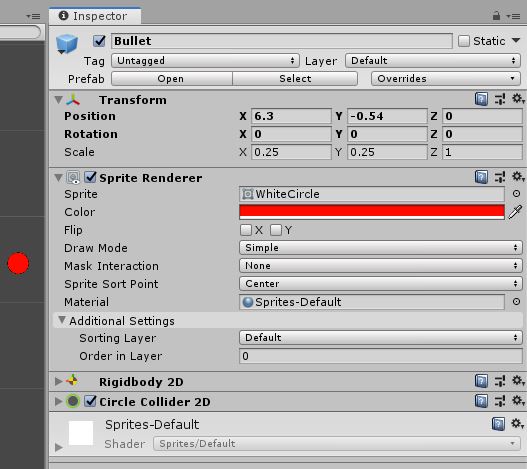 Inspector
Bullet Static
Tag Untagged Layer Default
Prefab Open Select Overrides
Transform
Position X 6.3 Y -0.54 Z 0
Rotation X 0 Y 0 Z 0
Scale X 0.25 Y 0.25 Z 1
Sprite Renderer
Sprite WhiteCircle
Color
Flip X Y
Draw Mode Simple
Mask Interaction None
Sprite Sort Point Center
Material Sprites-Default
Additional Settings
Sorting Layer Default
Order in Layer 0
Rigidbody 2D
Circle Collider 2D
Sprites-Default
Shader Sprites/Default